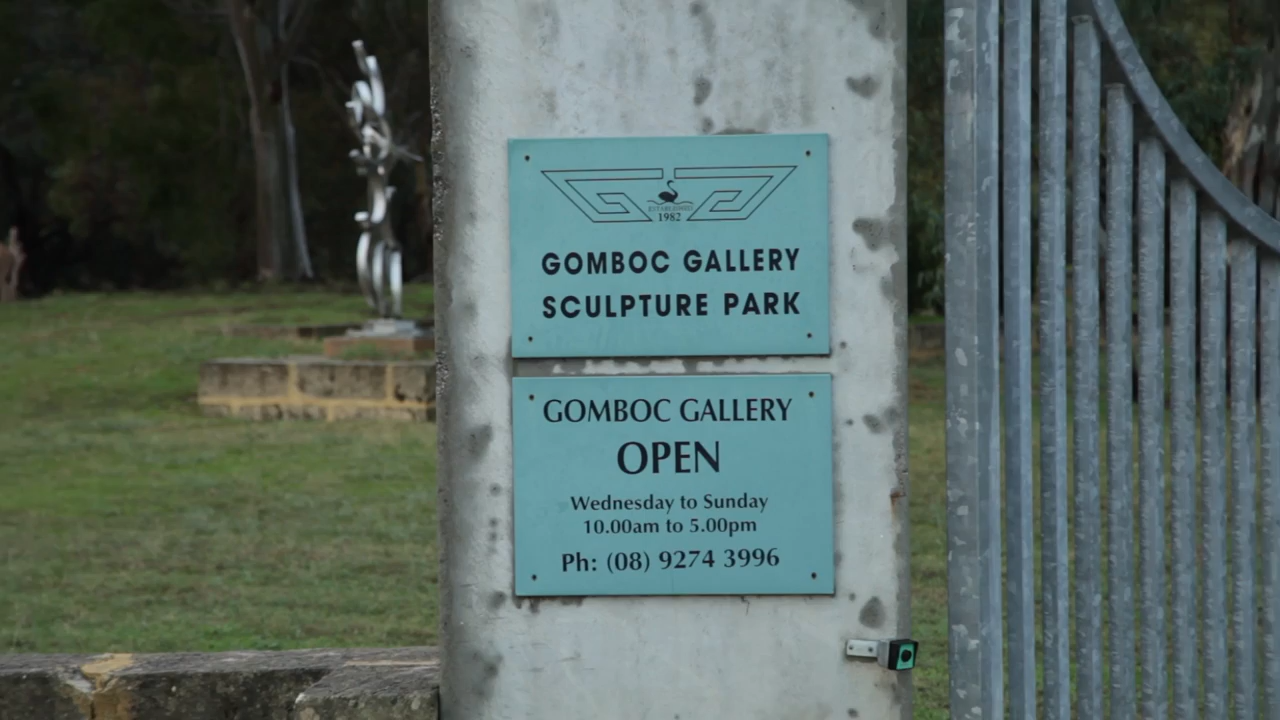 ESTABLISHED
1982
GOMBOC GALLERY
SCULPTURE PARK
GOMBOC GALLERY
OPEN
Wednesday to Sunday
10.00am to 5.00pm
Ph: (08) 9274 3996